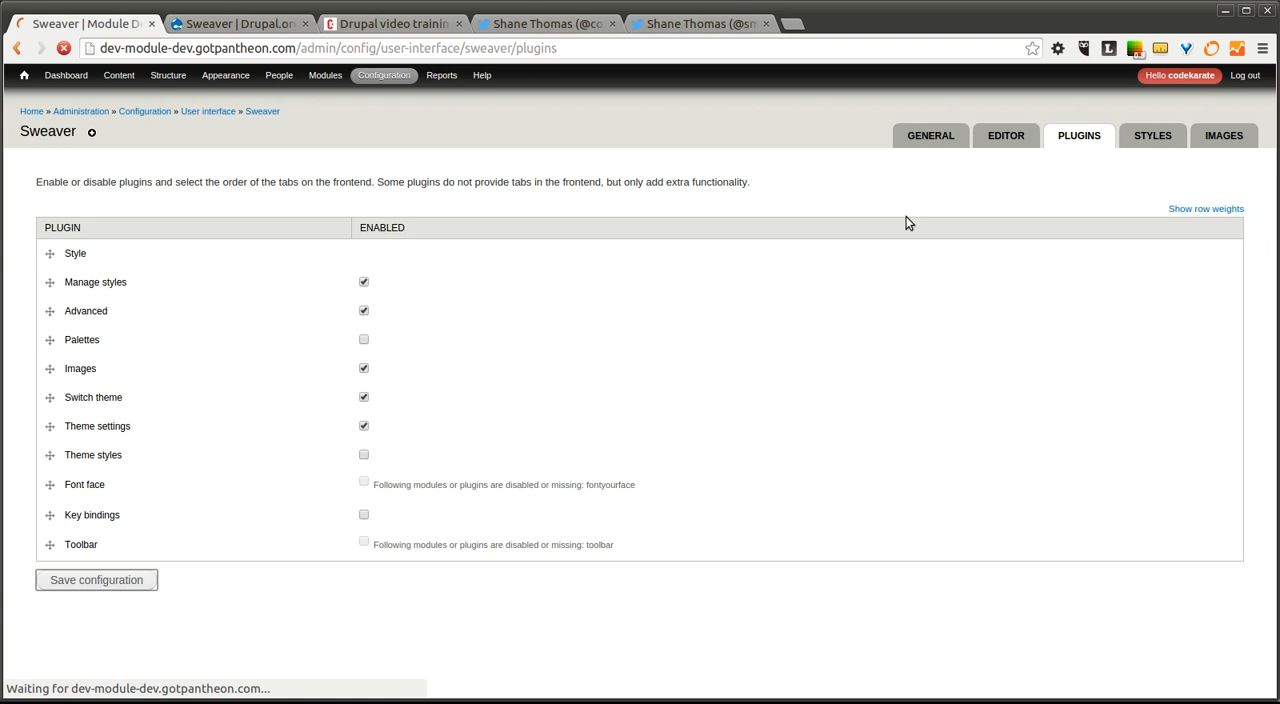 Sweaver | Module D
Sweaver | Drupal.or
Drupal video trainin
Shane Thomas (@co
Shane Thomas (@sm
dev-module-dev.gotpantheon.com/admin/config/user-interface/sweaver/plugins
Dashboard Content Structure Appearance People Modules Configuration Reports Help Hello codekarate Log out
Home » Administration » Configuration » User interface » Sweaver
Sweaver
GENERAL EDITOR PLUGINS STYLES IMAGES
Enable or disable plugins and select the order of the tabs on the frontend. Some plugins do not provide tabs in the frontend, but only add extra functionality.
Show row weights
PLUGIN ENABLED
Style
Manage styles
Advanced
Palettes
Images
Switch theme
Theme settings
Theme styles
Font face Following modules or plugins are disabled or missing: fontyourface
Key bindings
Toolbar Following modules or plugins are disabled or missing: toolbar
Save configuration
Waiting for dev-module-dev.gotpantheon.com...